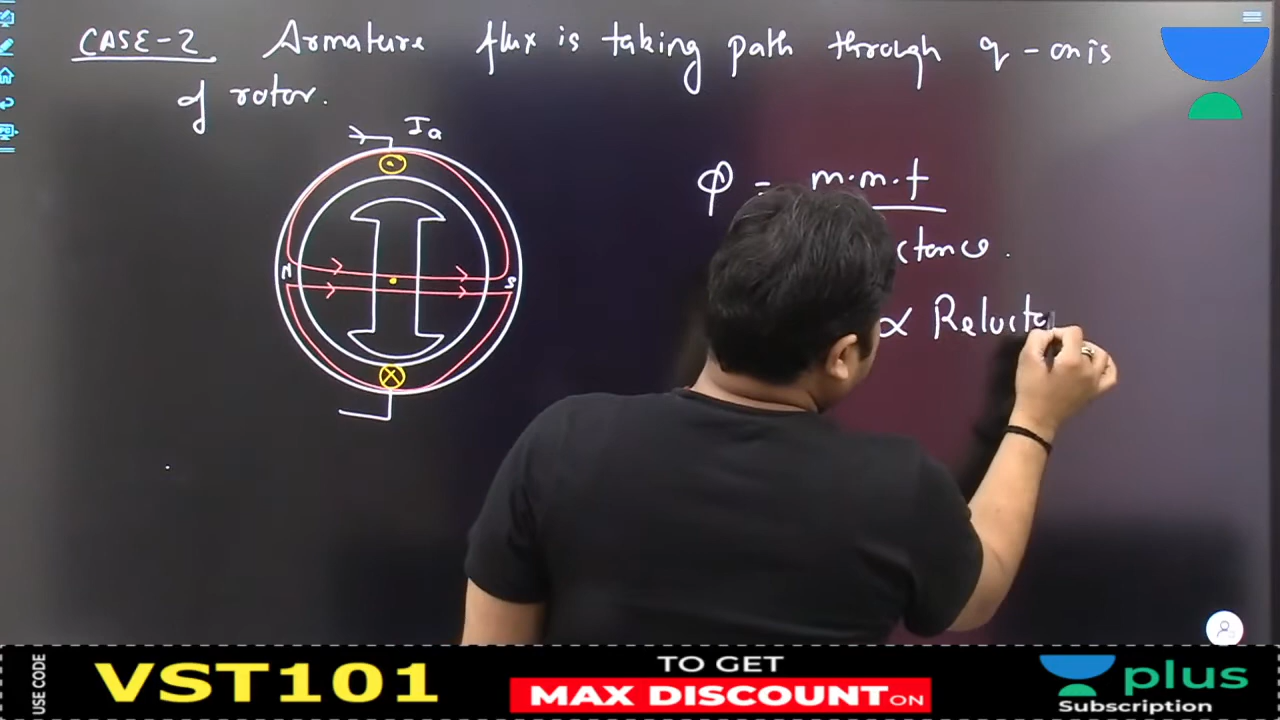 CASE-2 Armature flux is taking path through q-axis
of rotor.
Ia
φ = m.m.f
ctance.
N
S
∝ Relucta
USE CODE
VST101
TO GET
MAX DISCOUNT ON
plus
Subscription